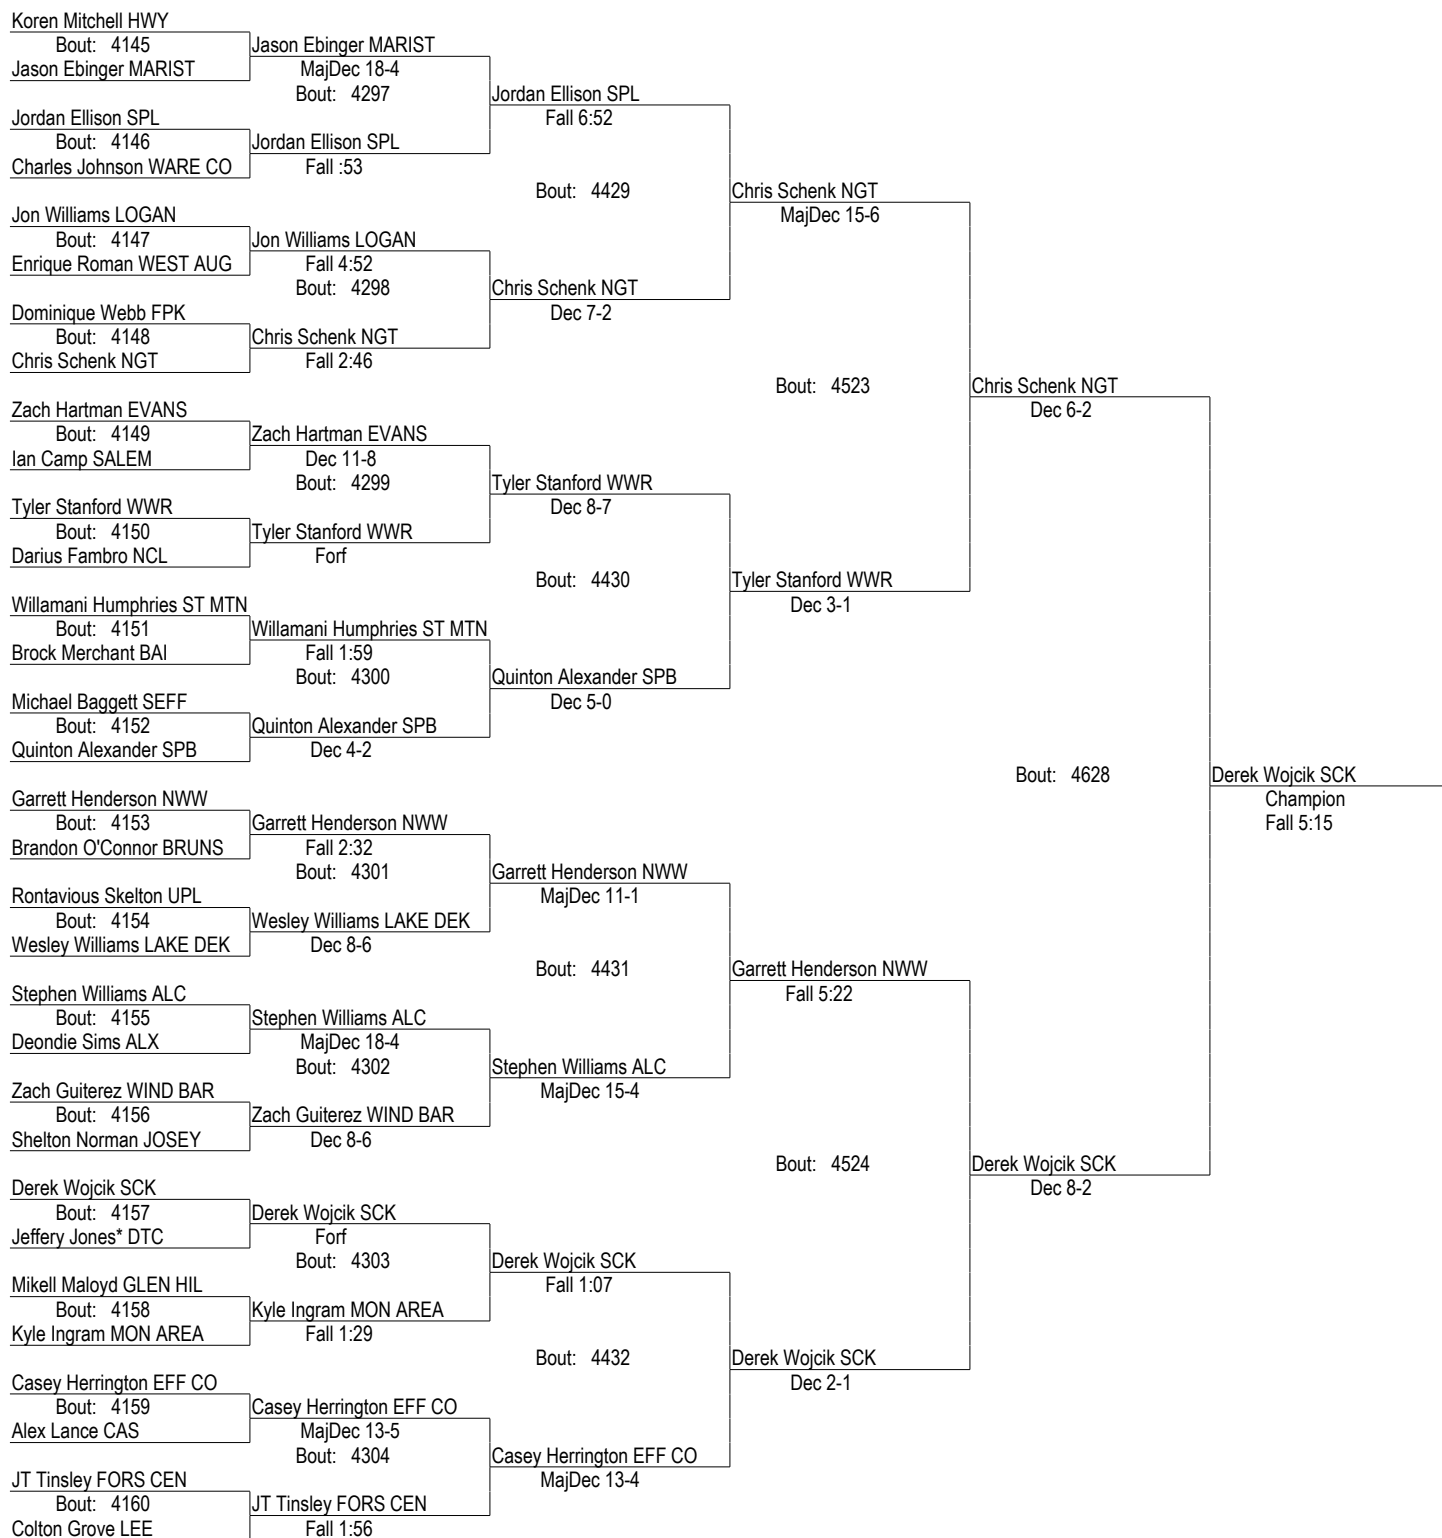 Koren Mitchell HWY
Bout: 4145
Jason Ebinger MARIST
Jason Ebinger MARIST
MajDec 18-4
Bout: 4297
Jordan Ellison SPL
Fall 6:52
Jordan Ellison SPL
Bout: 4146
Charles Johnson WARE CO
Jordan Ellison SPL
Fall :53
Bout: 4429
Chris Schenk NGT
MajDec 15-6
Jon Williams LOGAN
Bout: 4147
Enrique Roman WEST AUG
Jon Williams LOGAN
Fall 4:52
Bout: 4298
Chris Schenk NGT
Dec 7-2
Dominique Webb FPK
Bout: 4148
Chris Schenk NGT
Chris Schenk NGT
Fall 2:46
Bout: 4523
Chris Schenk NGT
Dec 6-2
Zach Hartman EVANS
Bout: 4149
Ian Camp SALEM
Zach Hartman EVANS
Dec 11-8
Bout: 4299
Tyler Stanford WWR
Dec 8-7
Tyler Stanford WWR
Bout: 4150
Darius Fambro NCL
Tyler Stanford WWR
Forf
Bout: 4430
Tyler Stanford WWR
Dec 3-1
Willamani Humphries ST MTN
Bout: 4151
Brock Merchant BAI
Willamani Humphries ST MTN
Fall 1:59
Bout: 4300
Quinton Alexander SPB
Dec 5-0
Michael Baggett SEFF
Bout: 4152
Quinton Alexander SPB
Quinton Alexander SPB
Dec 4-2
Bout: 4628
Derek Wojcik SCK
Champion
Fall 5:15
Garrett Henderson NWW
Bout: 4153
Brandon O'Connor BRUNS
Garrett Henderson NWW
Fall 2:32
Bout: 4301
Garrett Henderson NWW
MajDec 11-1
Rontavious Skelton UPL
Bout: 4154
Wesley Williams LAKE DEK
Wesley Williams LAKE DEK
Dec 8-6
Bout: 4431
Garrett Henderson NWW
Fall 5:22
Stephen Williams ALC
Bout: 4155
Deondie Sims ALX
Stephen Williams ALC
MajDec 18-4
Bout: 4302
Stephen Williams ALC
MajDec 15-4
Zach Guiterez WIND BAR
Bout: 4156
Shelton Norman JOSEY
Zach Guiterez WIND BAR
Dec 8-6
Bout: 4524
Derek Wojcik SCK
Dec 8-2
Derek Wojcik SCK
Bout: 4157
Jeffery Jones* DTC
Derek Wojcik SCK
Forf
Bout: 4303
Derek Wojcik SCK
Fall 1:07
Mikell Maloyd GLEN HIL
Bout: 4158
Kyle Ingram MON AREA
Kyle Ingram MON AREA
Fall 1:29
Bout: 4432
Derek Wojcik SCK
Dec 2-1
Casey Herrington EFF CO
Bout: 4159
Alex Lance CAS
Casey Herrington EFF CO
MajDec 13-5
Bout: 4304
Casey Herrington EFF CO
MajDec 13-4
JT Tinsley FORS CEN
Bout: 4160
Colton Grove LEE
JT Tinsley FORS CEN
Fall 1:56